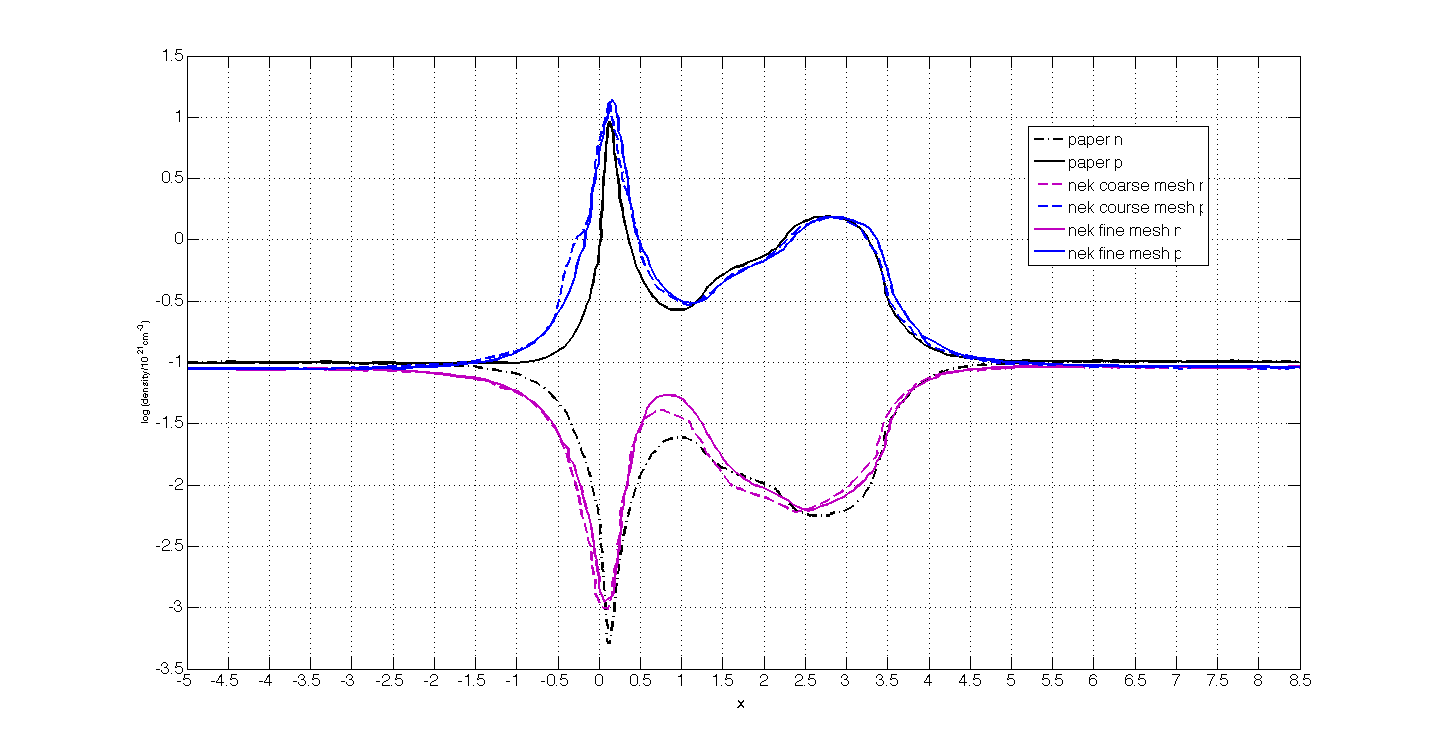 1.5
1
0.5
0
-0.5
-1
-1.5
-2
-2.5
-3
-3.5
log (density/10^21 cm^-3)
-5 -4.5 -4 -3.5 -3 -2.5 -2 -1.5 -1 -0.5 0 0.5 1 1.5 2 2.5 3 3.5 4 4.5 5 5.5 6 6.5 7 7.5 8 8.5
x
paper n
paper p
nek coarse mesh n
nek course mesh p
nek fine mesh n
nek fine mesh p